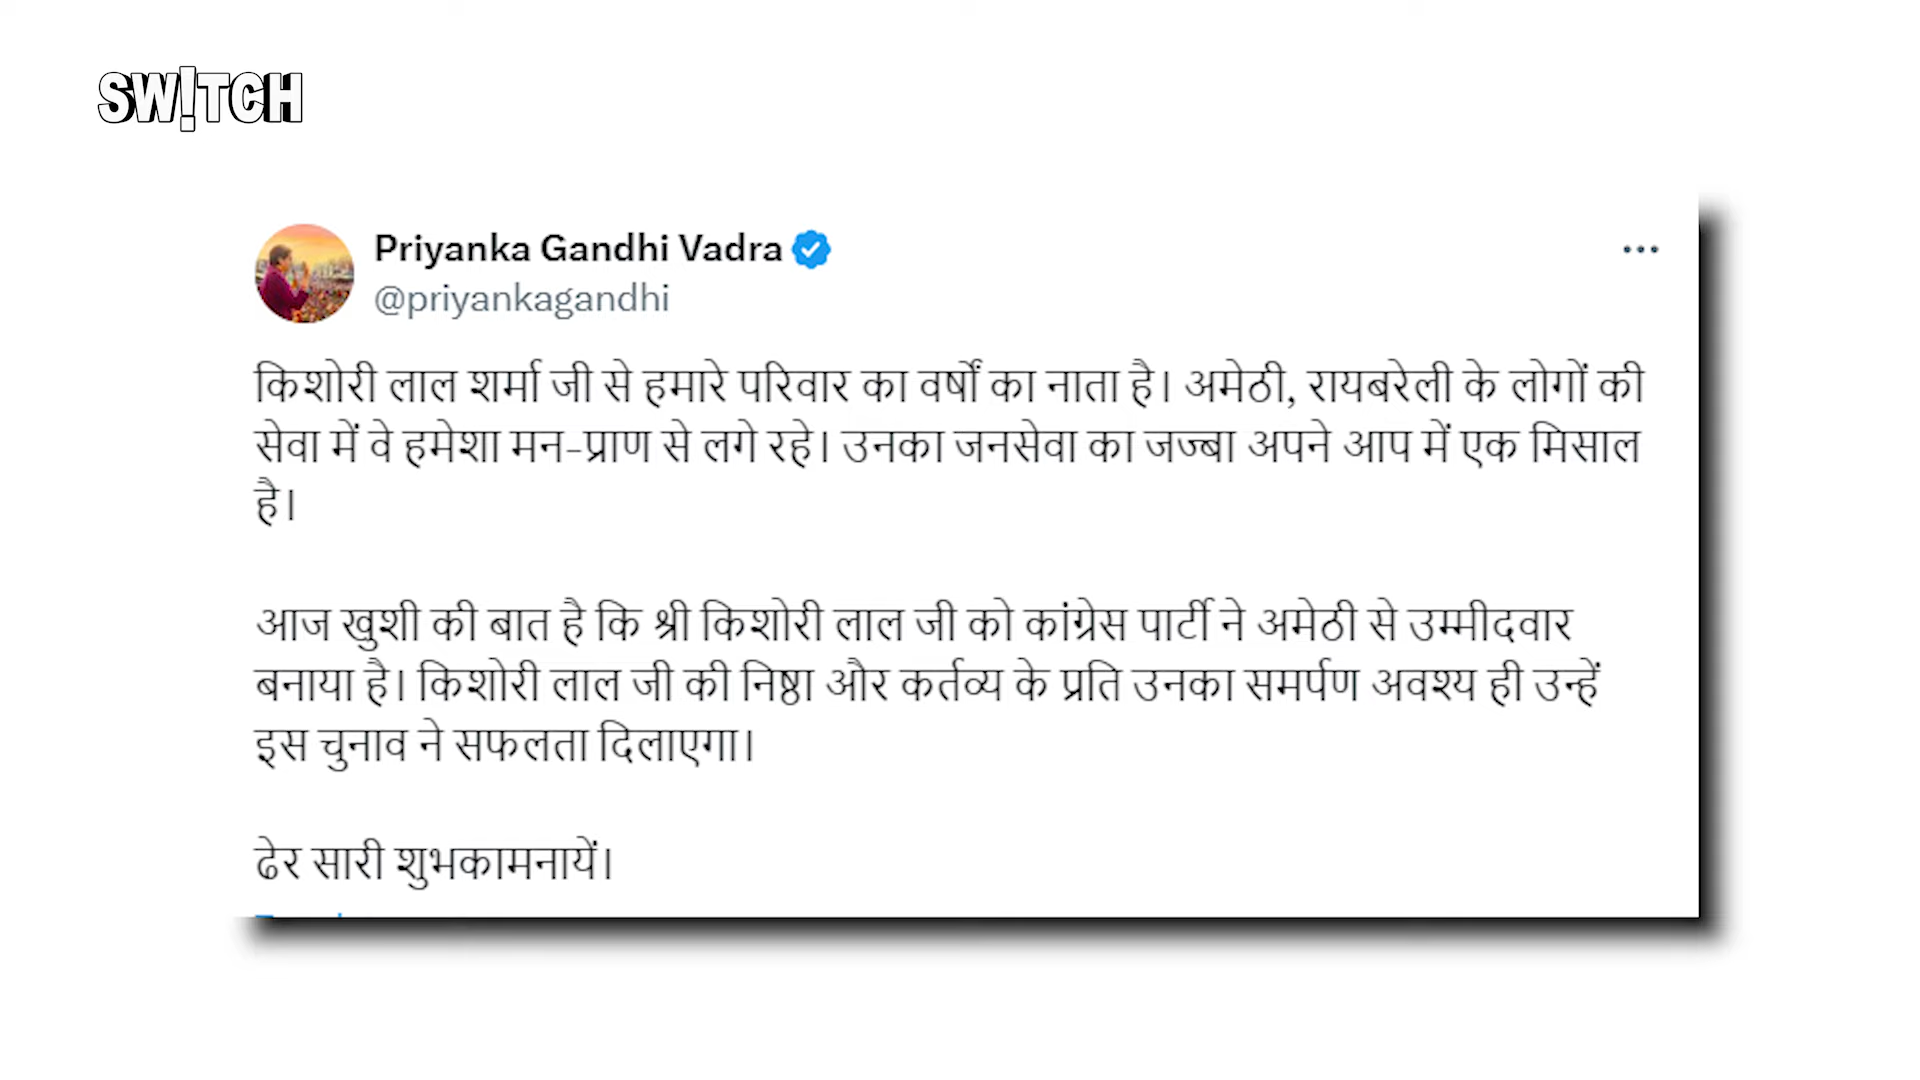 SW!TCH
Priyanka Gandhi Vadra
@priyankagandhi
किशोरी लाल शर्मा जी से हमारे परिवार का वर्षों का नाता है। अमेठी, रायबरेली के लोगों की
सेवा में वे हमेशा मन-प्राण से लगे रहे। उनका जनसेवा का जज्बा अपने आप में एक मिसाल
है।
आज खुशी की बात है कि श्री किशोरी लाल जी को कांग्रेस पार्टी ने अमेठी से उम्मीदवार
बनाया है। किशोरी लाल जी की निष्ठा और कर्तव्य के प्रति उनका समर्पण अवश्य ही उन्हें
इस चुनाव ने सफलता दिलाएगा।
ढेर सारी शुभकामनायें।